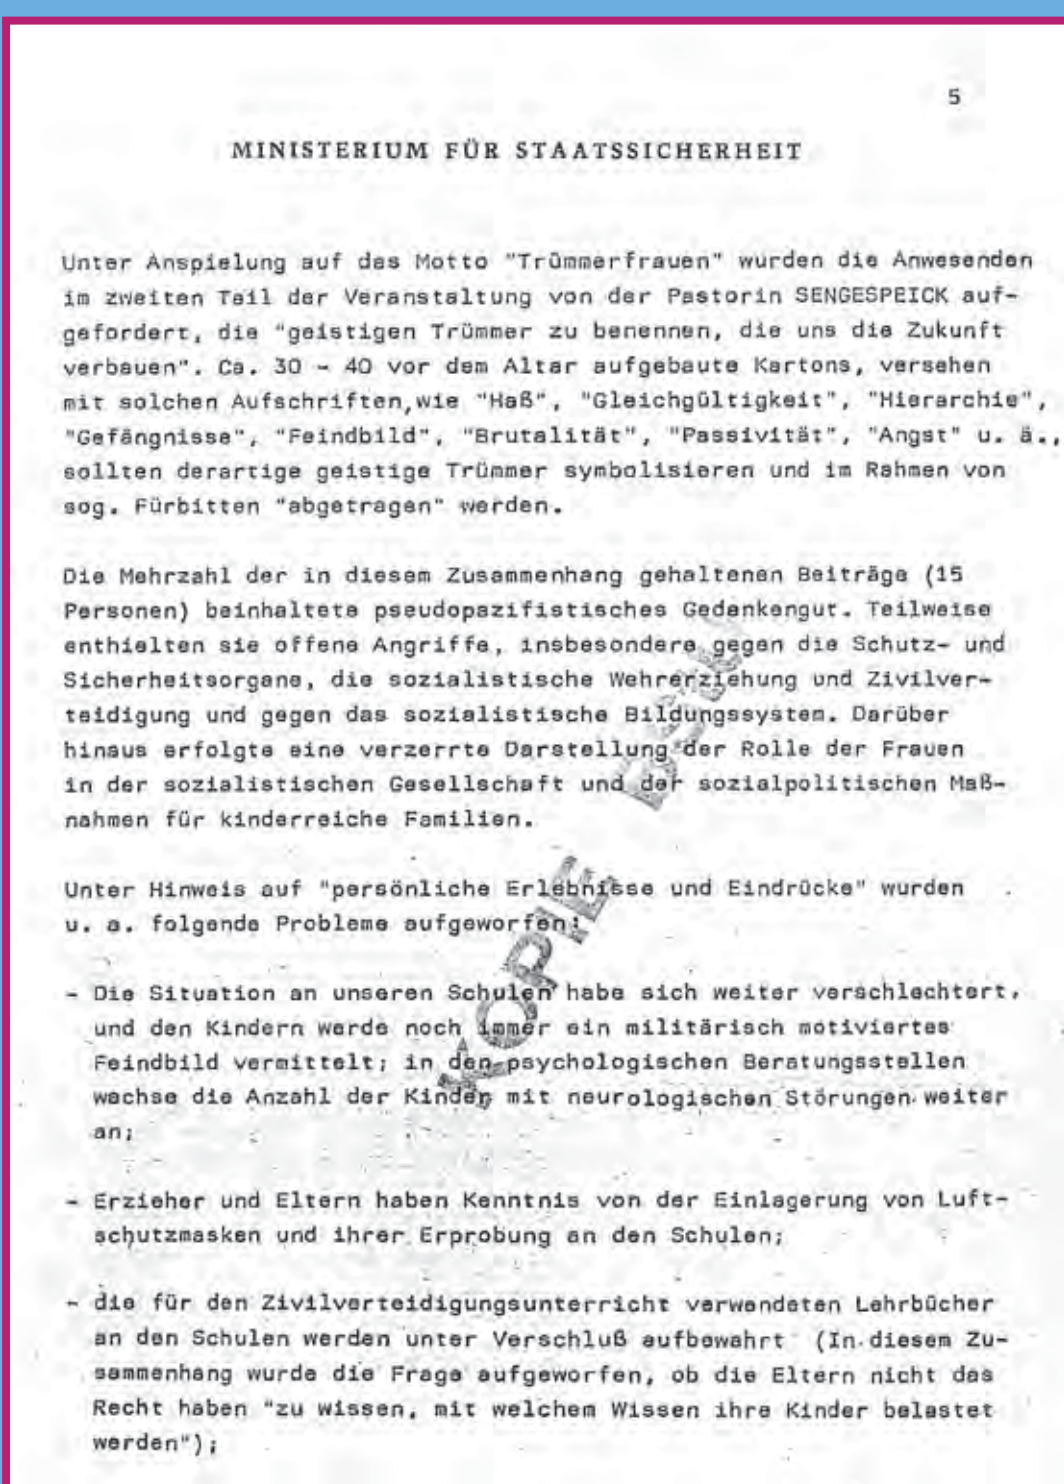 5
MINISTERIUM FÜR STAATSSICHERHEIT
Unter Anspielung auf das Motto "Trümmerfrauen" wurden die Anwesenden
im zweiten Teil der Veranstaltung von der Pastorin SENGESPEICK auf-
gefordert, die "geistigen Trümmer zu benennen, die uns die Zukunft
verbauen". Ca. 30 - 40 vor dem Altar aufgebaute Kartons, versehen
mit solchen Aufschriften,wie "Haß", "Gleichgültigkeit", "Hierarchie",
"Gefängnisse", "Feindbild", "Brutalität", "Passivität", "Angst" u. ä.,
sollten derartige geistige Trümmer symbolisieren und im Rahmen von
sog. Fürbitten "abgetragen" werden.
Die Mehrzahl der in diesem Zusammenhang gehaltenen Beiträge (15
Personen) beinhaltete pseudopazifistisches Gedankengut. Teilweise
enthielten sie offene Angriffe, insbesondere gegen die Schutz- und
Sicherheitsorgane, die sozialistische Wehrerziehung und Zivilver-
teidigung und gegen das sozialistische Bildungssystem. Darüber
hinaus erfolgte eine verzerrte Darstellung der Rolle der Frauen
in der sozialistischen Gesellschaft und der sozialpolitischen Maß-
nahmen für kinderreiche Familien.
Unter Hinweis auf "persönliche Erlebnisse und Eindrücke" wurden
u. a. folgende Probleme aufgeworfen:
- Die Situation an unseren Schulen habe sich weiter verschlechtert,
und den Kindern werde noch immer ein militärisch motiviertes
Feindbild vermittelt; in den psychologischen Beratungsstellen
wachse die Anzahl der Kinder mit neurologischen Störungen weiter
an;
- Erzieher und Eltern haben Kenntnis von der Einlagerung von Luft-
schutzmasken und ihrer Erprobung an den Schulen;
- die für den Zivilverteidigungsunterricht verwendeten Lehrbücher
an den Schulen werden unter Verschluß aufbewahrt (In diesem Zu-
sammenhang wurde die Frage aufgeworfen, ob die Eltern nicht das
Recht haben "zu wissen, mit welchem Wissen ihre Kinder belastet
werden");
KOPIE